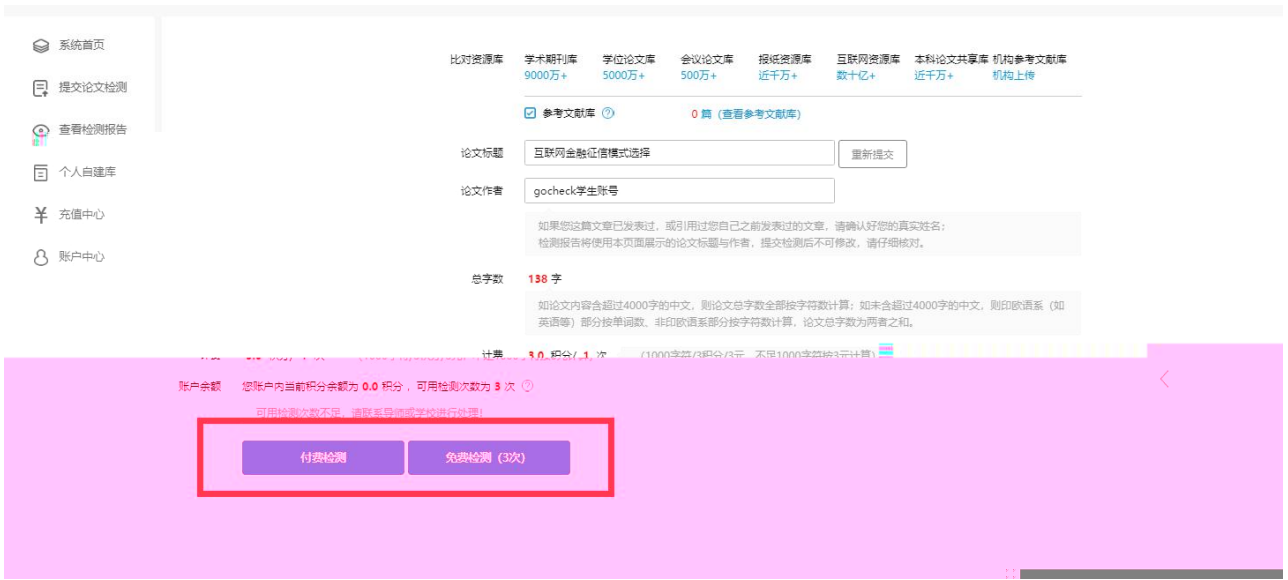 系统首页
提交论文检测
查看检测报告
个人自建库
充值中心
账户中心
比对资源库 学术期刊库 学位论文库 会议论文库 报纸资源库 互联网资源库 本科论文共享库 机构参考文献库
9000万+ 5000万+ 500万+ 近千万+ 数十亿+ 近千万+ 机构上传
参考文献库 0 篇（查看参考文献库）
论文标题 互联网金融征信模式选择 重新提交
论文作者 gocheck学生账号
如果您这篇文章已发表过，或引用过您自己之前发表过的文章，请确认好您的真实姓名；
检测报告将使用本页面展示的论文标题与作者，提交检测后不可修改，请仔细核对。
总字数 138 字
如论文内容含超过4000字的中文，则论文总字数全部按字符数计算；如未含超过4000字的中文，则印欧语系（如
英语等）部分按单词数、非印欧语系部分按字符数计算，论文总字数为两者之和。
计费 3.0 积分/ 1 次 （1000字符/3积分/3元，不足1000字符按3元计算）
账户余额 您账户内当前积分余额为 0.0 积分，可用检测次数为 3 次
可用检测次数不足，请联系导师或学校进行处理！
付费检测 免费检测（3次）